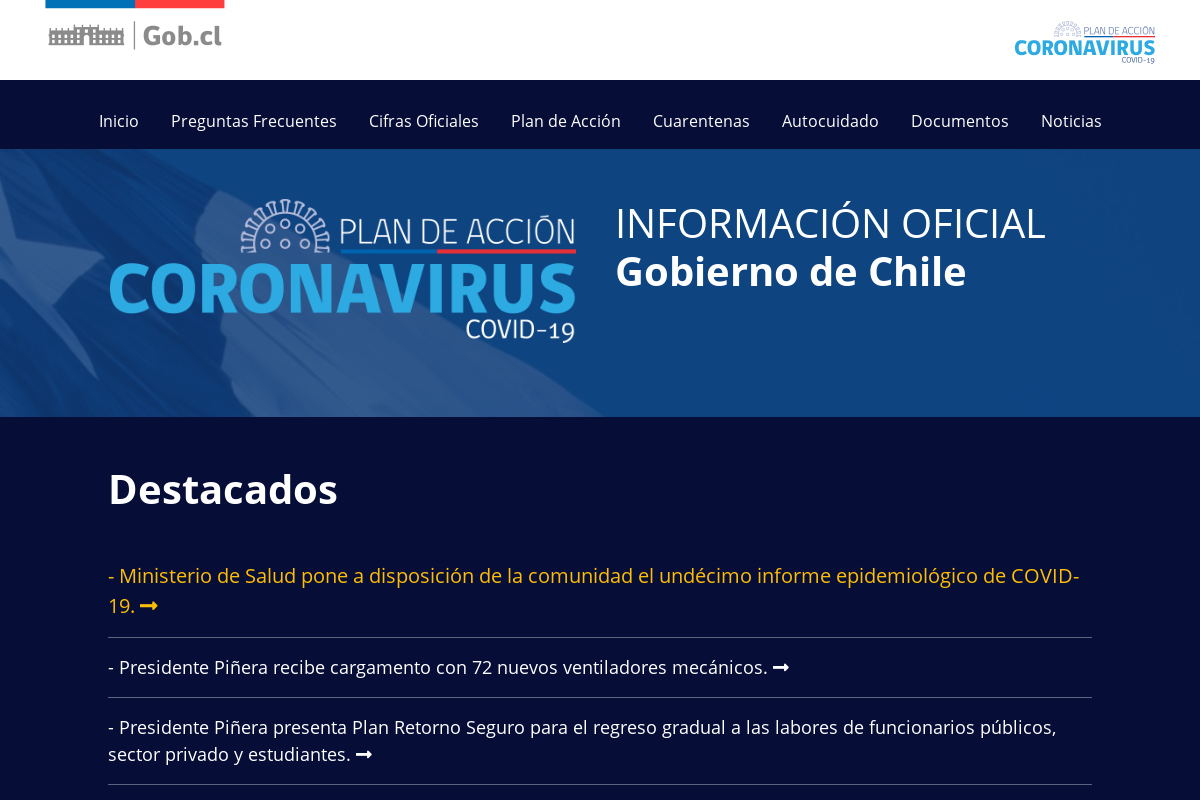 Gob.cl
PLAN DE ACCIÓN
CORONAVIRUS
COVID-19
Inicio Preguntas Frecuentes Cifras Oficiales Plan de Acción Cuarentenas Autocuidado Documentos Noticias
PLAN DE ACCIÓN
CORONAVIRUS
COVID-19
INFORMACIÓN OFICIAL
Gobierno de Chile
Destacados
- Ministerio de Salud pone a disposición de la comunidad el undécimo informe epidemiológico de COVID-
19.
- Presidente Piñera recibe cargamento con 72 nuevos ventiladores mecánicos.
- Presidente Piñera presenta Plan Retorno Seguro para el regreso gradual a las labores de funcionarios públicos,
sector privado y estudiantes.